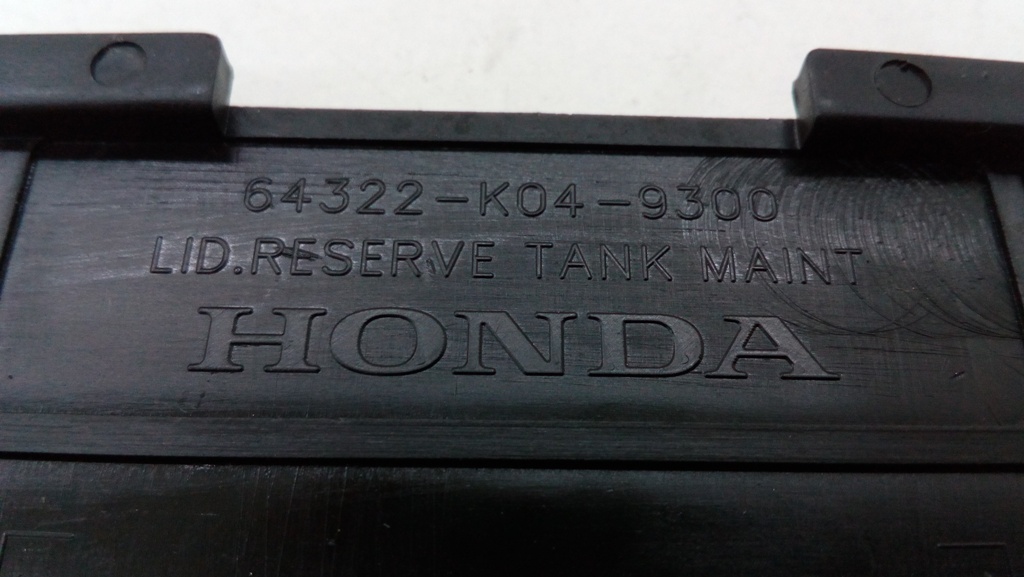 64322-K04-9300
LID.RESERVE TANK MAINT
HONDA